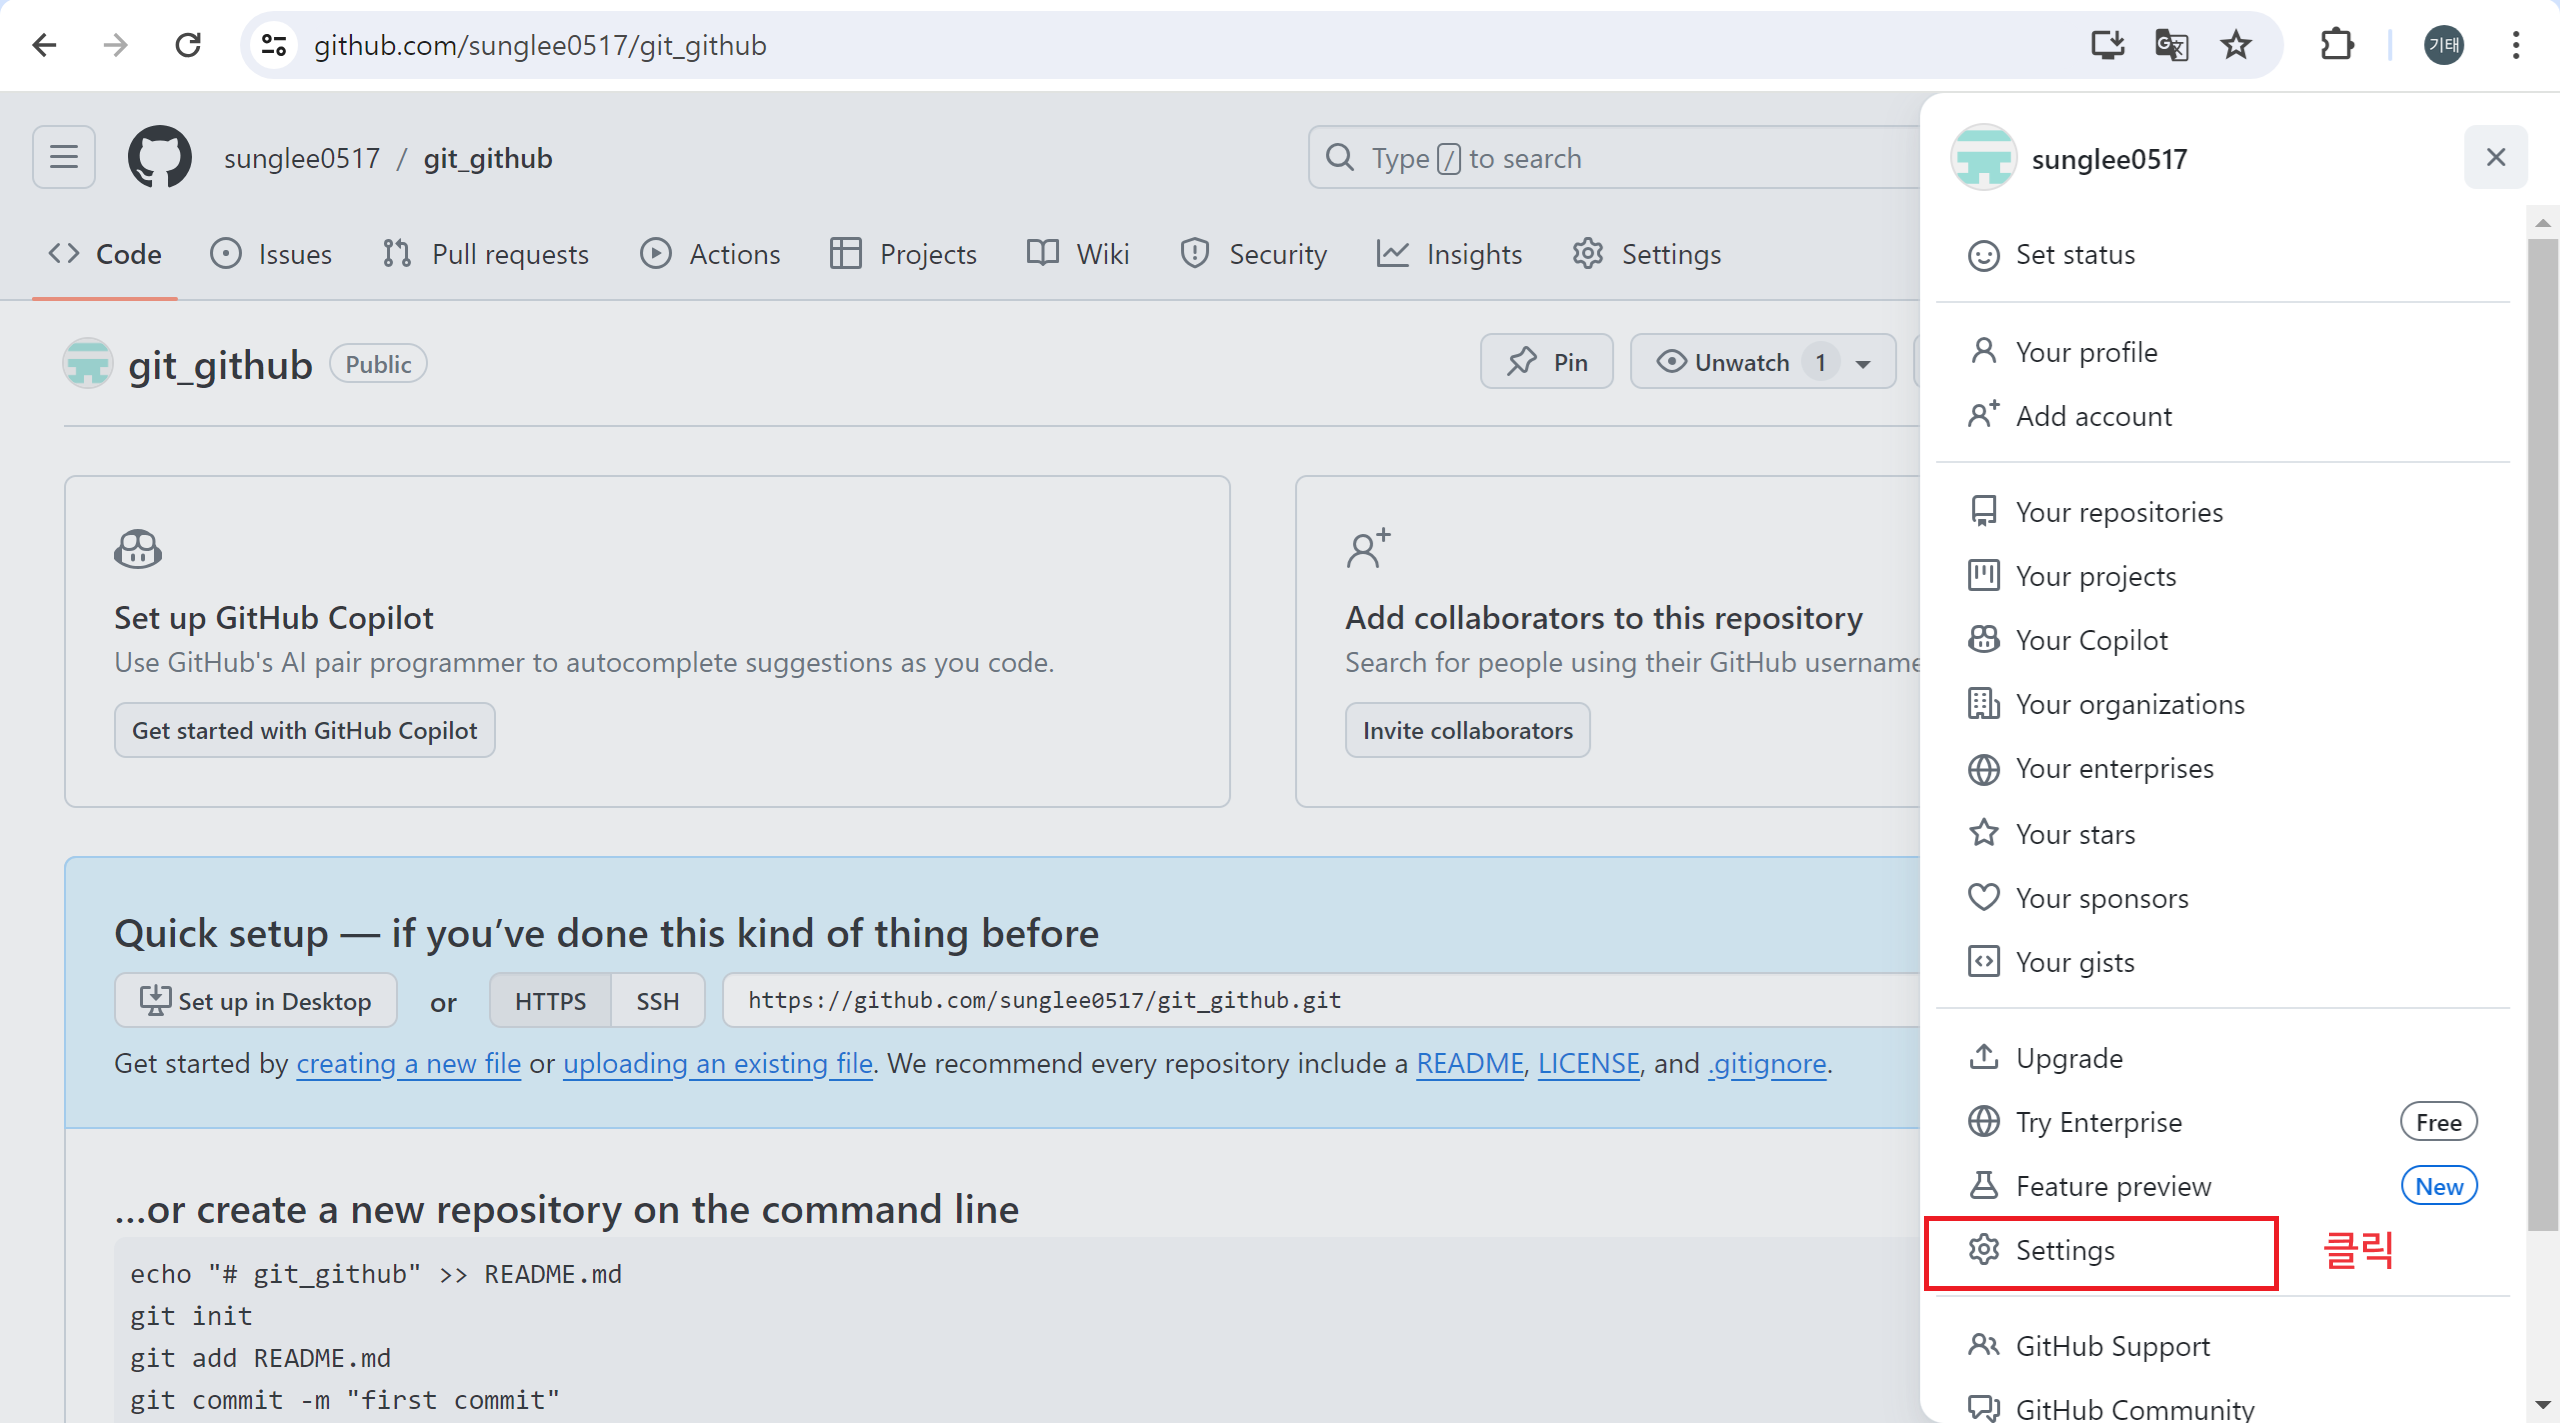 github.com/sunglee0517/git_github
기태
sunglee0517 / git_github
Type / to search
sunglee0517
Code Issues Pull requests Actions Projects Wiki Security Insights Settings
git_github Public
Pin
Unwatch 1
Set up GitHub Copilot
Use GitHub's AI pair programmer to autocomplete suggestions as you code.
Get started with GitHub Copilot
Add collaborators to this repository
Search for people using their GitHub username
Invite collaborators
Quick setup — if you’ve done this kind of thing before
Set up in Desktop or HTTPS SSH https://github.com/sunglee0517/git_github.git
Get started by creating a new file or uploading an existing file. We recommend every repository include a README, LICENSE, and .gitignore.
…or create a new repository on the command line
echo "# git_github" >> README.md
git init
git add README.md
git commit -m "first commit"
Set status
Your profile
Add account
Your repositories
Your projects
Your Copilot
Your organizations
Your enterprises
Your stars
Your sponsors
Your gists
Upgrade
Try Enterprise Free
Feature preview New
Settings 클릭
GitHub Support
GitHub Community